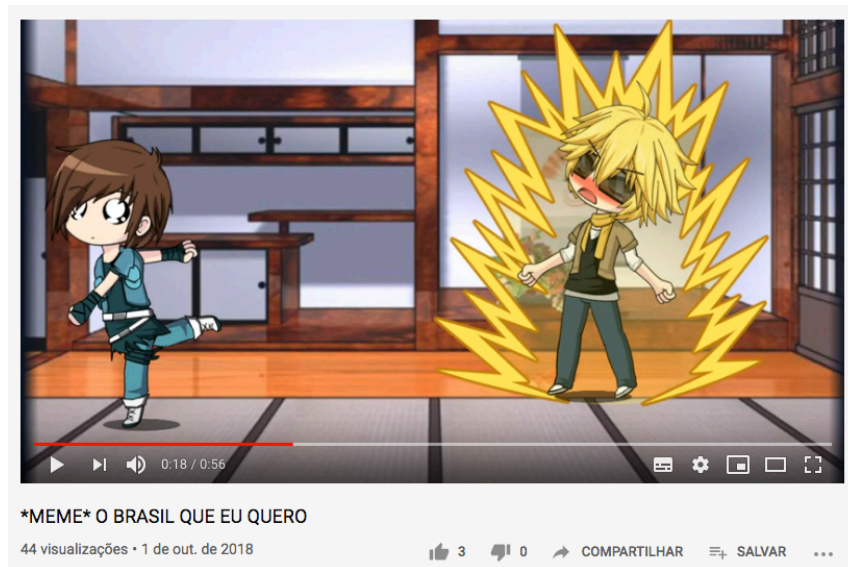 0:18 / 0:56
*MEME* O BRASIL QUE EU QUERO
44 visualizações • 1 de out. de 2018
3 0 COMPARTILHAR SALVAR